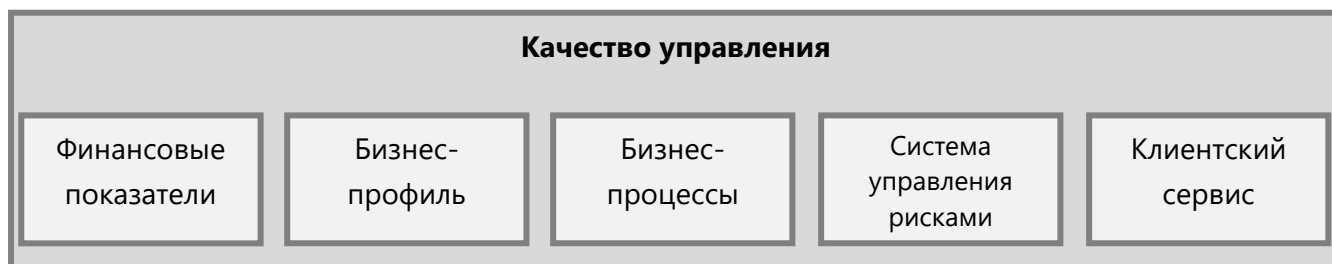 Качество управления
Финансовые
показатели
Бизнес-
профиль
Бизнес-
процессы
Система
управления
рисками
Клиентский
сервис